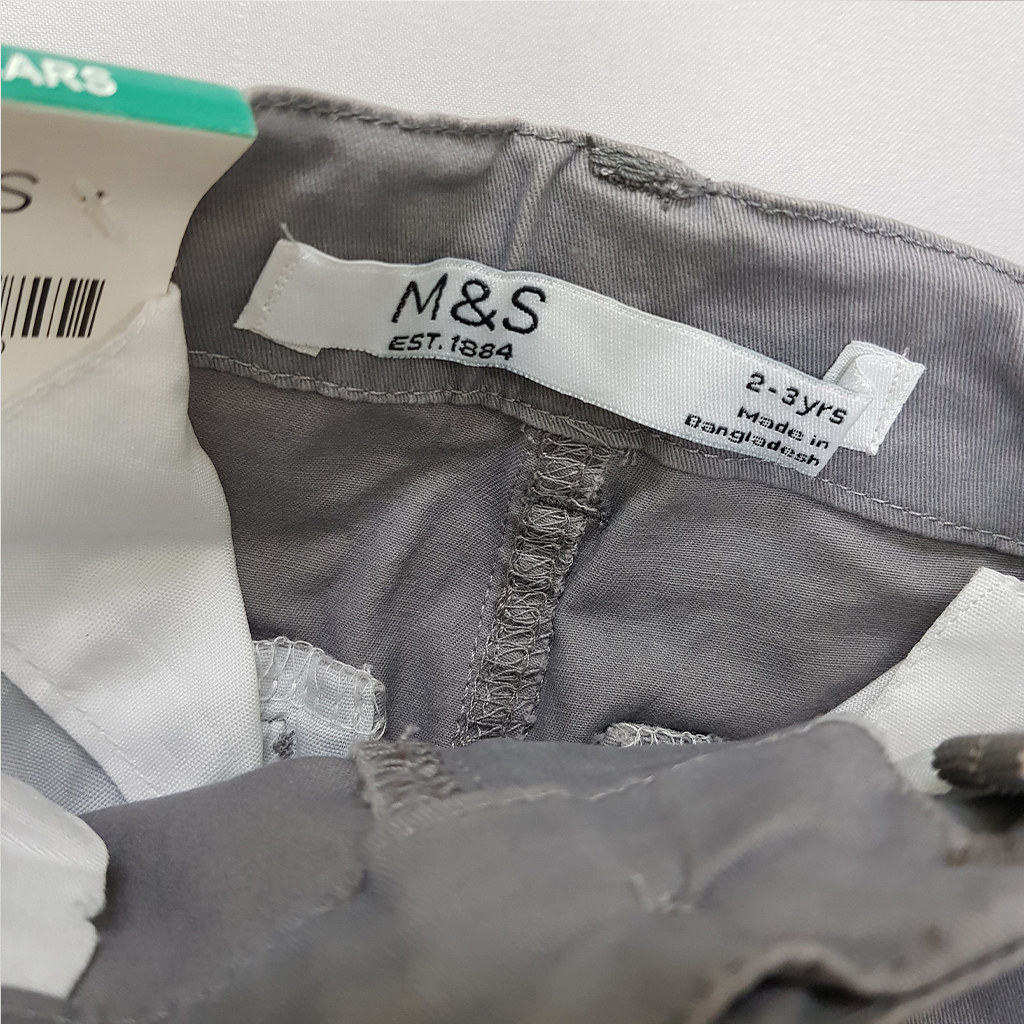 ARS
S
M&S
EST. 1884
2-3yrs
Made in
Bangladesh